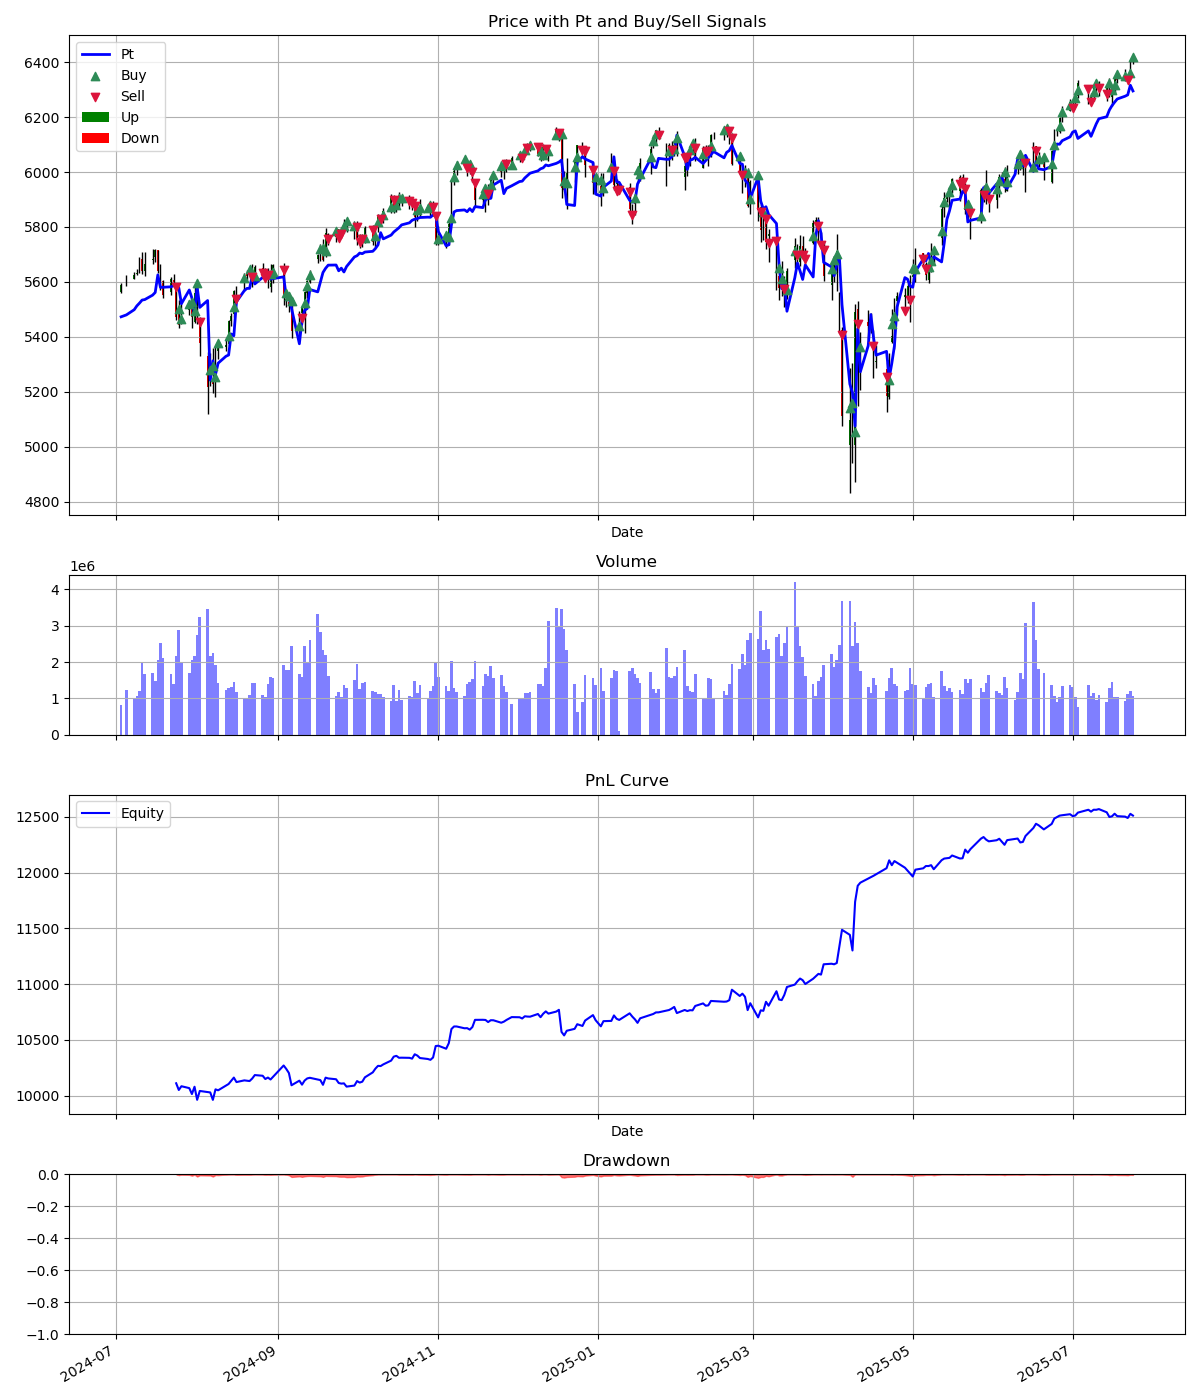 Price with Pt and Buy/Sell Signals
Pt
Buy
Sell
Up
Down
6400
6200
6000
5800
5600
5400
5200
5000
4800
Date
Volume
1e6
4
3
2
1
0
PnL Curve
Equity
12500
12000
11500
11000
10500
10000
Date
Drawdown
0.0
−0.2
−0.4
−0.6
−0.8
−1.0
2024-07
2024-09
2024-11
2025-01
2025-03
2025-05
2025-07